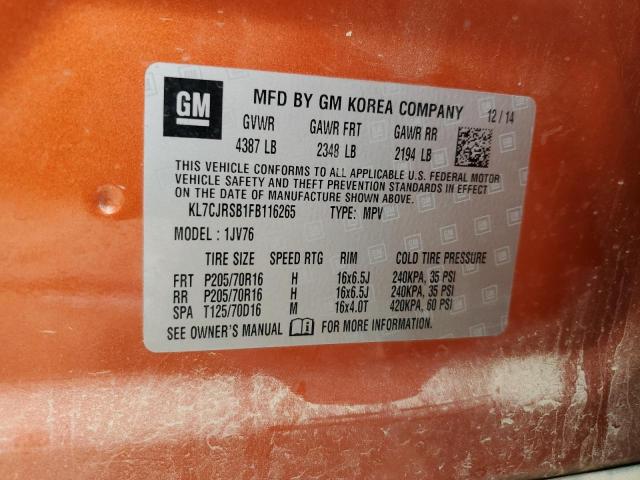 GM MFD BY GM KOREA COMPANY 12/14
GVWR GAWR FRT GAWR RR
4387 LB 2348 LB 2194 LB
THIS VEHICLE CONFORMS TO ALL APPLICABLE U.S. FEDERAL MOTOR
VEHICLE SAFETY AND THEFT PREVENTION STANDARDS IN EFFECT
ON THE DATE OF MANUFACTURE SHOWN ABOVE.
KL7CJRSB1FB116265 TYPE: MPV
MODEL : 1JV76
TIRE SIZE SPEED RTG RIM COLD TIRE PRESSURE
FRT P205/70R16 H 16x6.5J 240KPA, 35 PSI
RR P205/70R16 H 16x6.5J 240KPA, 35 PSI
SPA T125/70D16 M 16x4.0T 420KPA, 60 PSI
SEE OWNER'S MANUAL FOR MORE INFORMATION.